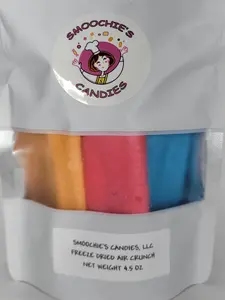 SMOOCHIE'S
CANDIES
SMOOCHIE'S CANDIES, LLC
FREEZE DRIED AIR CRUNCH
NET WEIGHT 4.5 OZ